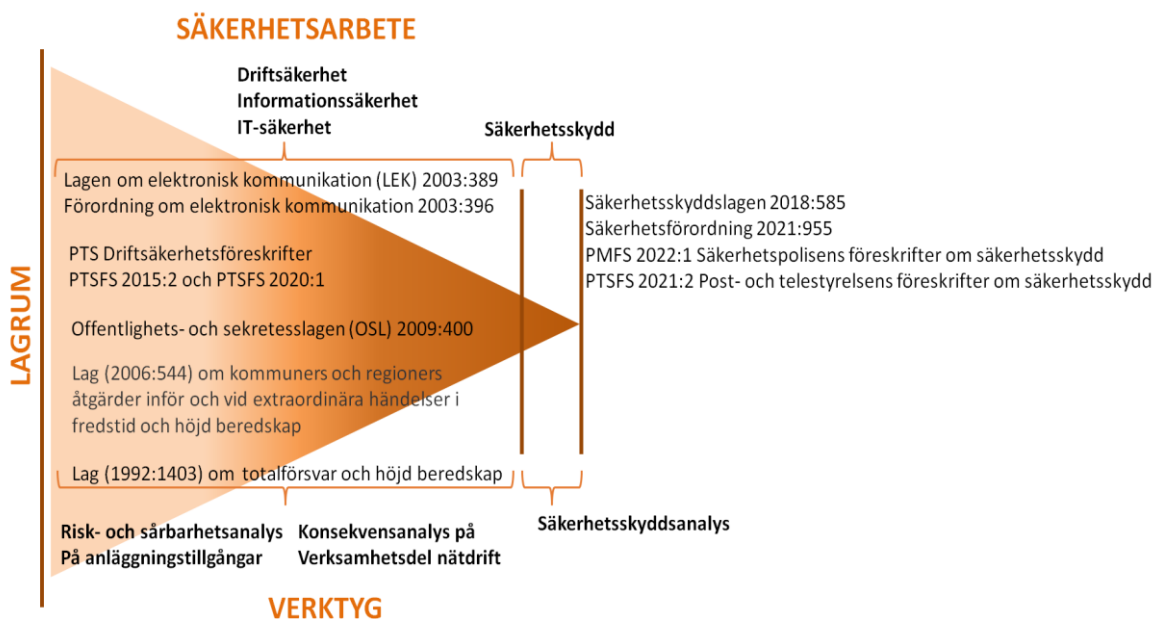 SÄKERHETSARBETE
Driftsäkerhet
Informationssäkerhet
IT-säkerhet
Säkerhetsskydd
LAGRUM
Lagen om elektronisk kommunikation (LEK) 2003:389
Förordning om elektronisk kommunikation 2003:396
PTS Driftsäkerhetsföreskrifter
PTSFS 2015:2 och PTSFS 2020:1
Offentlighets- och sekretesslagen (OSL) 2009:400
Lag (2006:544) om kommuners och regioners
åtgärder inför och vid extraordinära händelser i
fredstid och höjd beredskap
Lag (1992:1403) om totalförsvar och höjd beredskap
Säkerhetsskyddslagen 2018:585
Säkerhetsförordning 2021:955
PMFS 2022:1 Säkerhetspolisens föreskrifter om säkerhetsskydd
PTSFS 2021:2 Post- och telestyrelsens föreskrifter om säkerhetsskydd
Risk- och sårbarhetsanalys
På anläggningstillgångar
Konsekvensanalys på
Verksamhetsdel nätdrift
Säkerhetsskyddsanalys
VERKTYG